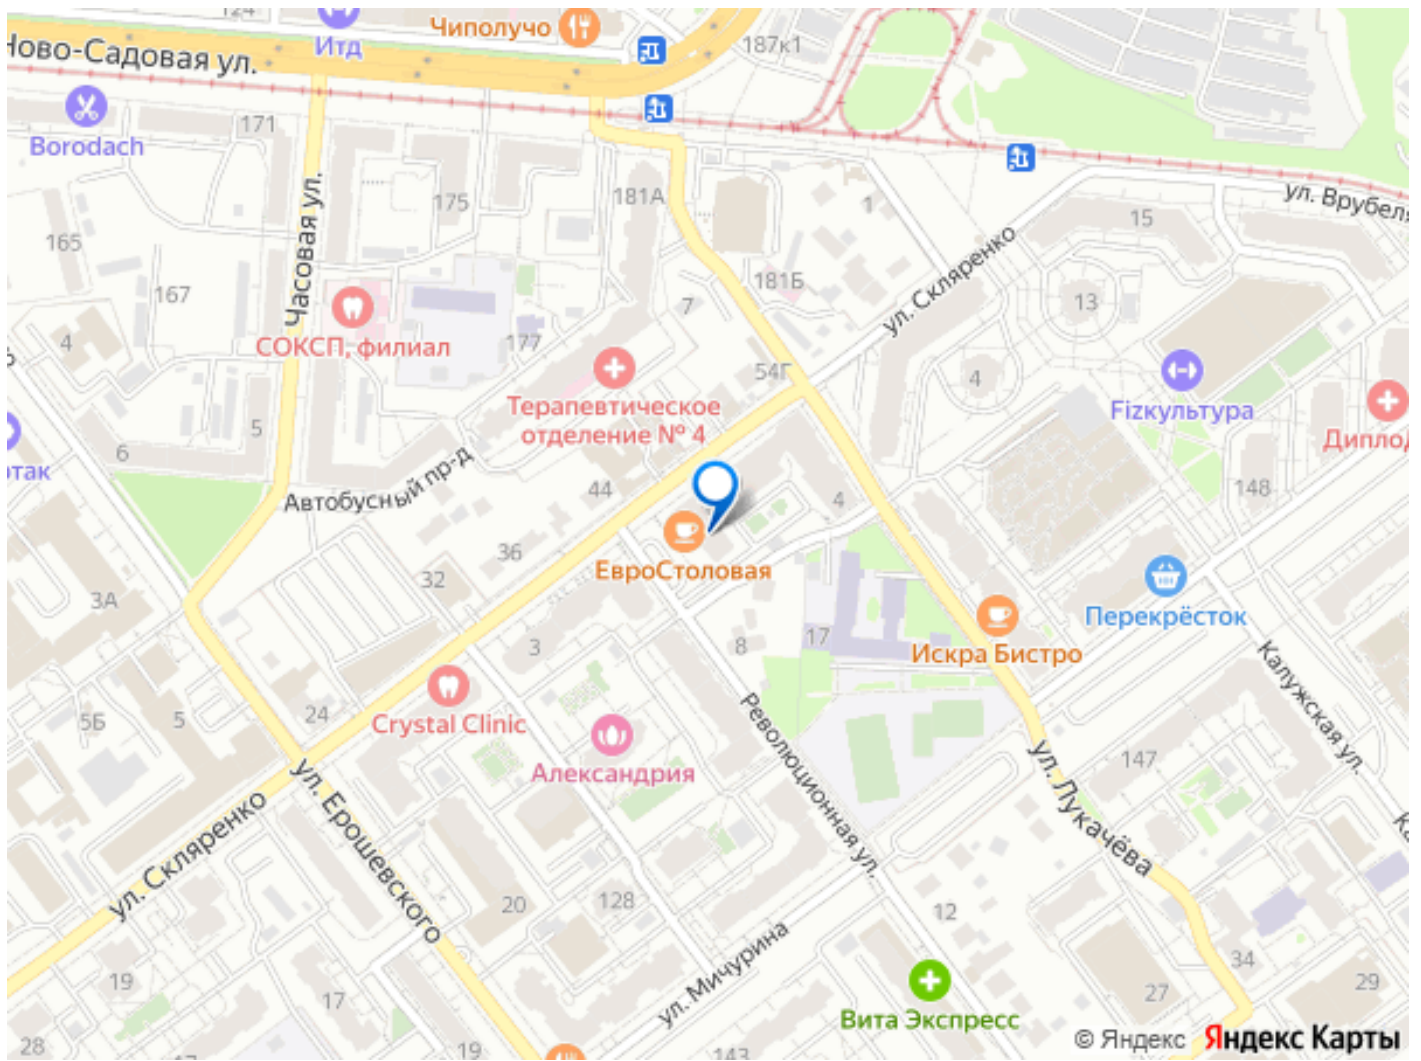 124
Чиполучо
Итд
187к1
Ново-Садовая ул.
Borodach
171
175
181А
1
15
ул. Врубеля
165
Часовая ул.
167
СОКСП, филиал
177
7
181Б
ул. Скляренко
13
4
54Г
4
Fizкультура
Терапевтическое
отделение № 4
5
6
Автобусный пр-д
44
4
148
36
32
ЕвроСтоловая
3А
3
8
17
Искра Бистро
Перекрёсток
Калужская ул.
5Б
5
24
Crystal Clinic
Александрия
Революционная ул.
147
ул. Лукачёва
ул. Скляренко
ул. Ерошевского
20
128
12
ул. Мичурина
19
17
Вита Экспресс
34
27
29
28
19
143
17
© Яндекс Яндекс Карты